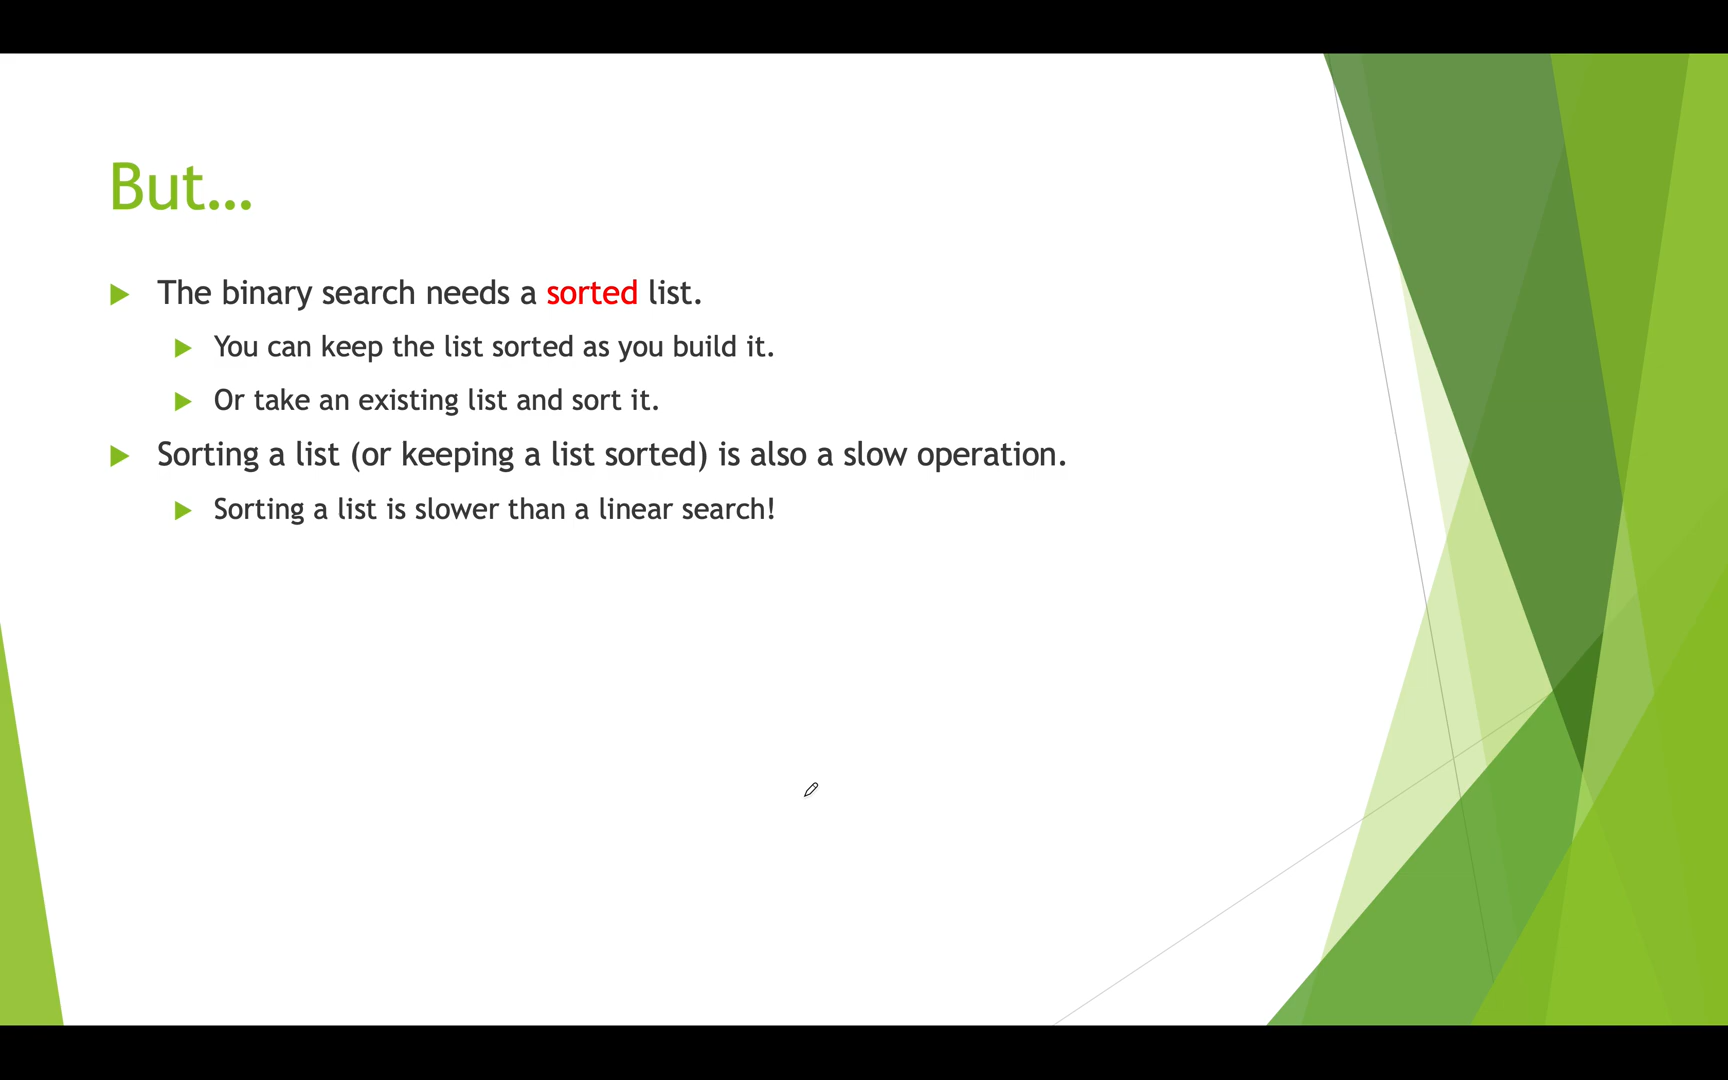 But...
The binary search needs a sorted list.
You can keep the list sorted as you build it.
Or take an existing list and sort it.
Sorting a list (or keeping a list sorted) is also a slow operation.
Sorting a list is slower than a linear search!